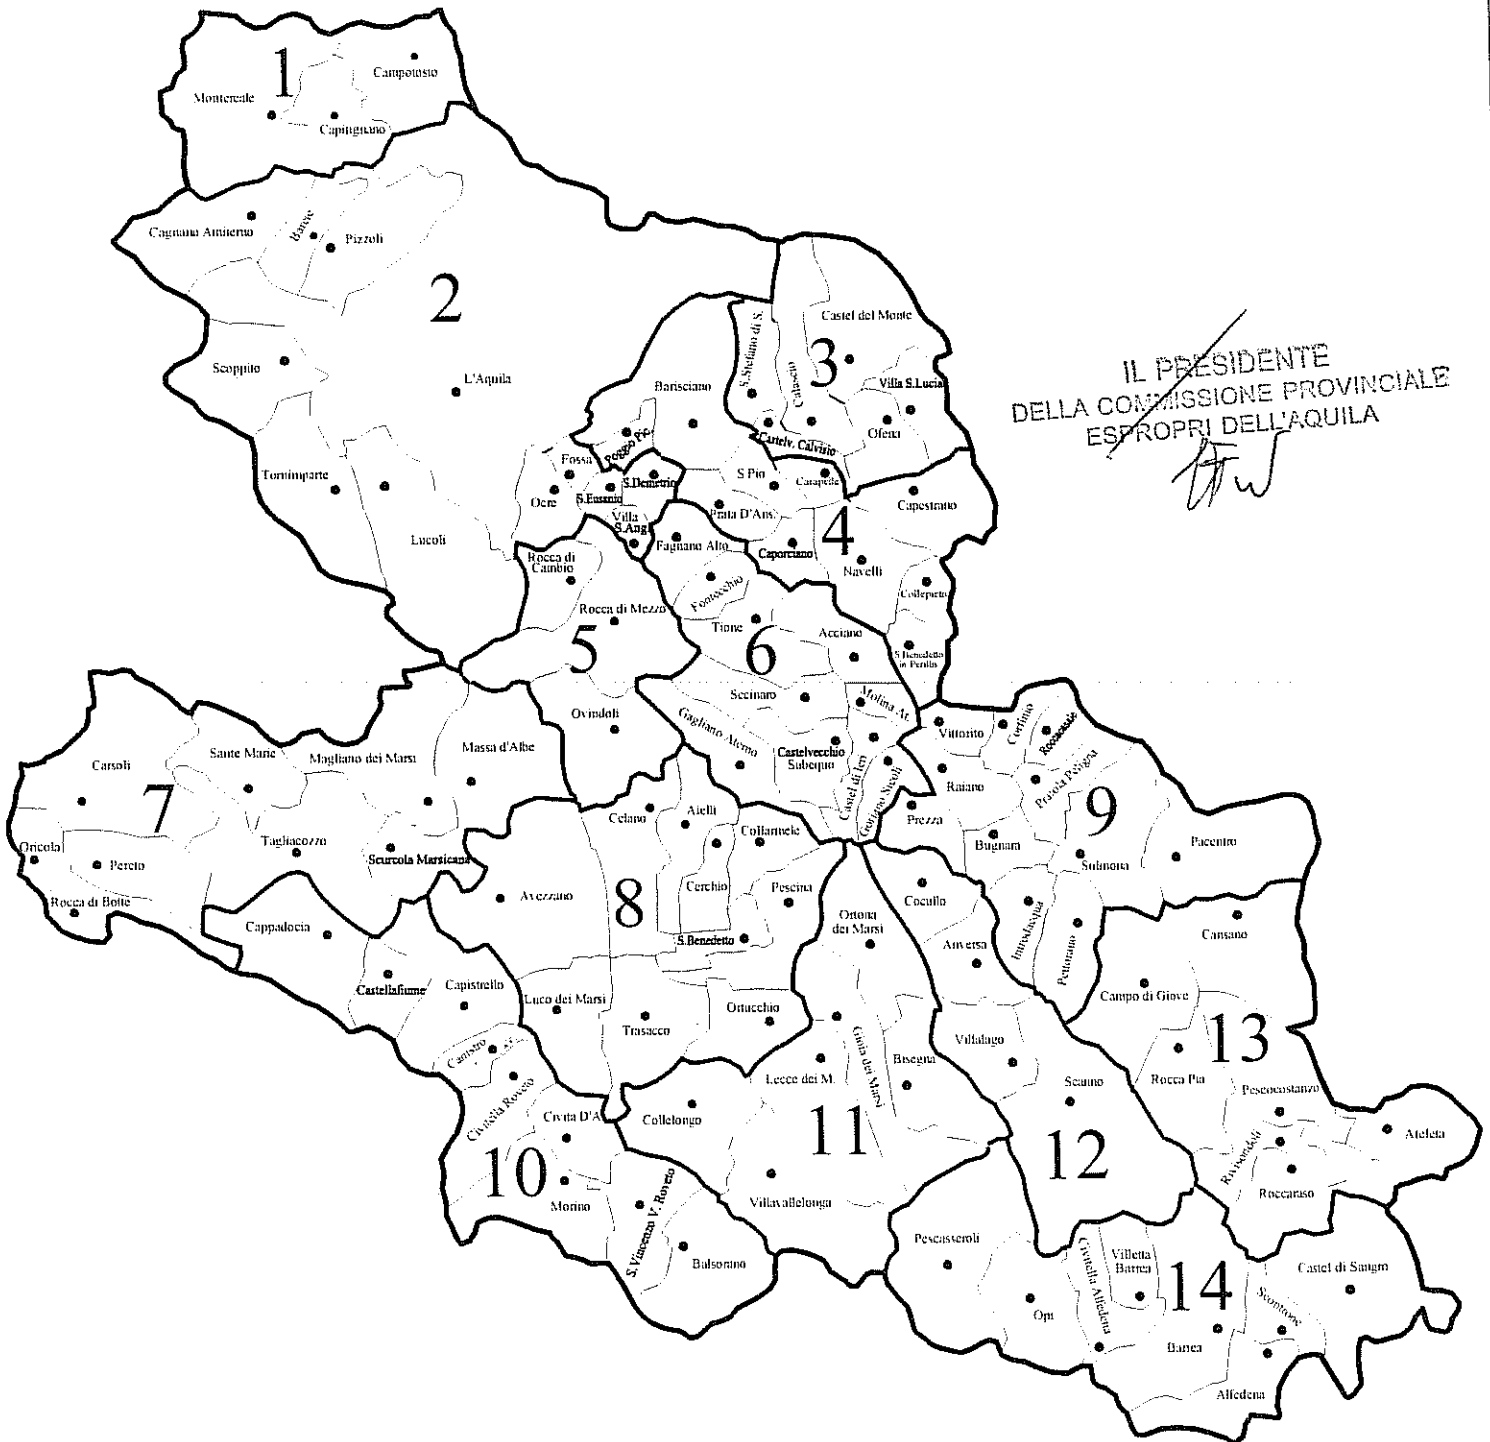 1
Campotosto
Montereale
Capitignano
Cagnano Amiterno
Barete
Pizzoli
2
Scoppito
L'Aquila
Tornimparte
Lucoli
Barisciano
Poggio Pic.
Fossa
Ocre
S.Eusanio
S.Demetrio
Villa
S.Ang
S.Stefano di S.
Calascio
Castel del Monte
3
Villa S.Lucia
Ofena
Castelv. Calvisio
IL PRESIDENTE
DELLA COMMISSIONE PROVINCIALE
ESPROPRI DELL'AQUILA
S Pio
Carapelle
Prata D'Ans.
Caporciano
4
Capestrano
Navelli
Collepietro
S Benedetto
in Perillis
Rocca di
Cambio
Rocca di Mezzo
5
Ovindoli
Fagnano Alto
Fontecchio
Tione
6
Acciano
Secinaro
Molina At.
Gagliano Aterno
Castelvecchio
Subequo
Castel di Ieri
Goriano Sicoli
Carsoli
Sante Marie
Magliano dei Marsi
Massa d'Albe
7
Oricola
Pereto
Tagliacozzo
Scurcola Marsicana
Rocca di Botte
Celano
Aielli
Collarmele
Avezzano
8
Cerchio
Pescina
S.Benedetto
Luco dei Marsi
Trasacco
Ortucchio
Vittorito
Corfinio
Roccacasale
Raiano
Pratola Peligna
Prezza
9
Bugnara
Sulmona
Pacentro
Introdacqua
Pettorano
Cappadocia
Castellafiume
Capistrello
Canistro
Civitella Roveto
Civita D'A
10
Morino
S.Vincenzo V. Roveto
Balsorano
Ortona
dei Marsi
Gioia dei Marsi
Bisegna
Lecce dei M.
Collelongo
11
Villavallelonga
Cocullo
Anversa
Villalago
Scanno
12
Cansano
Campo di Giove
13
Rocca Pia
Pescocostanzo
Rivisondoli
Roccaraso
Ateleta
Pescasseroli
Opi
Civitella Alfedena
Villetta
Barrea
14
Barrea
Scontrone
Castel di Sangro
Alfedena